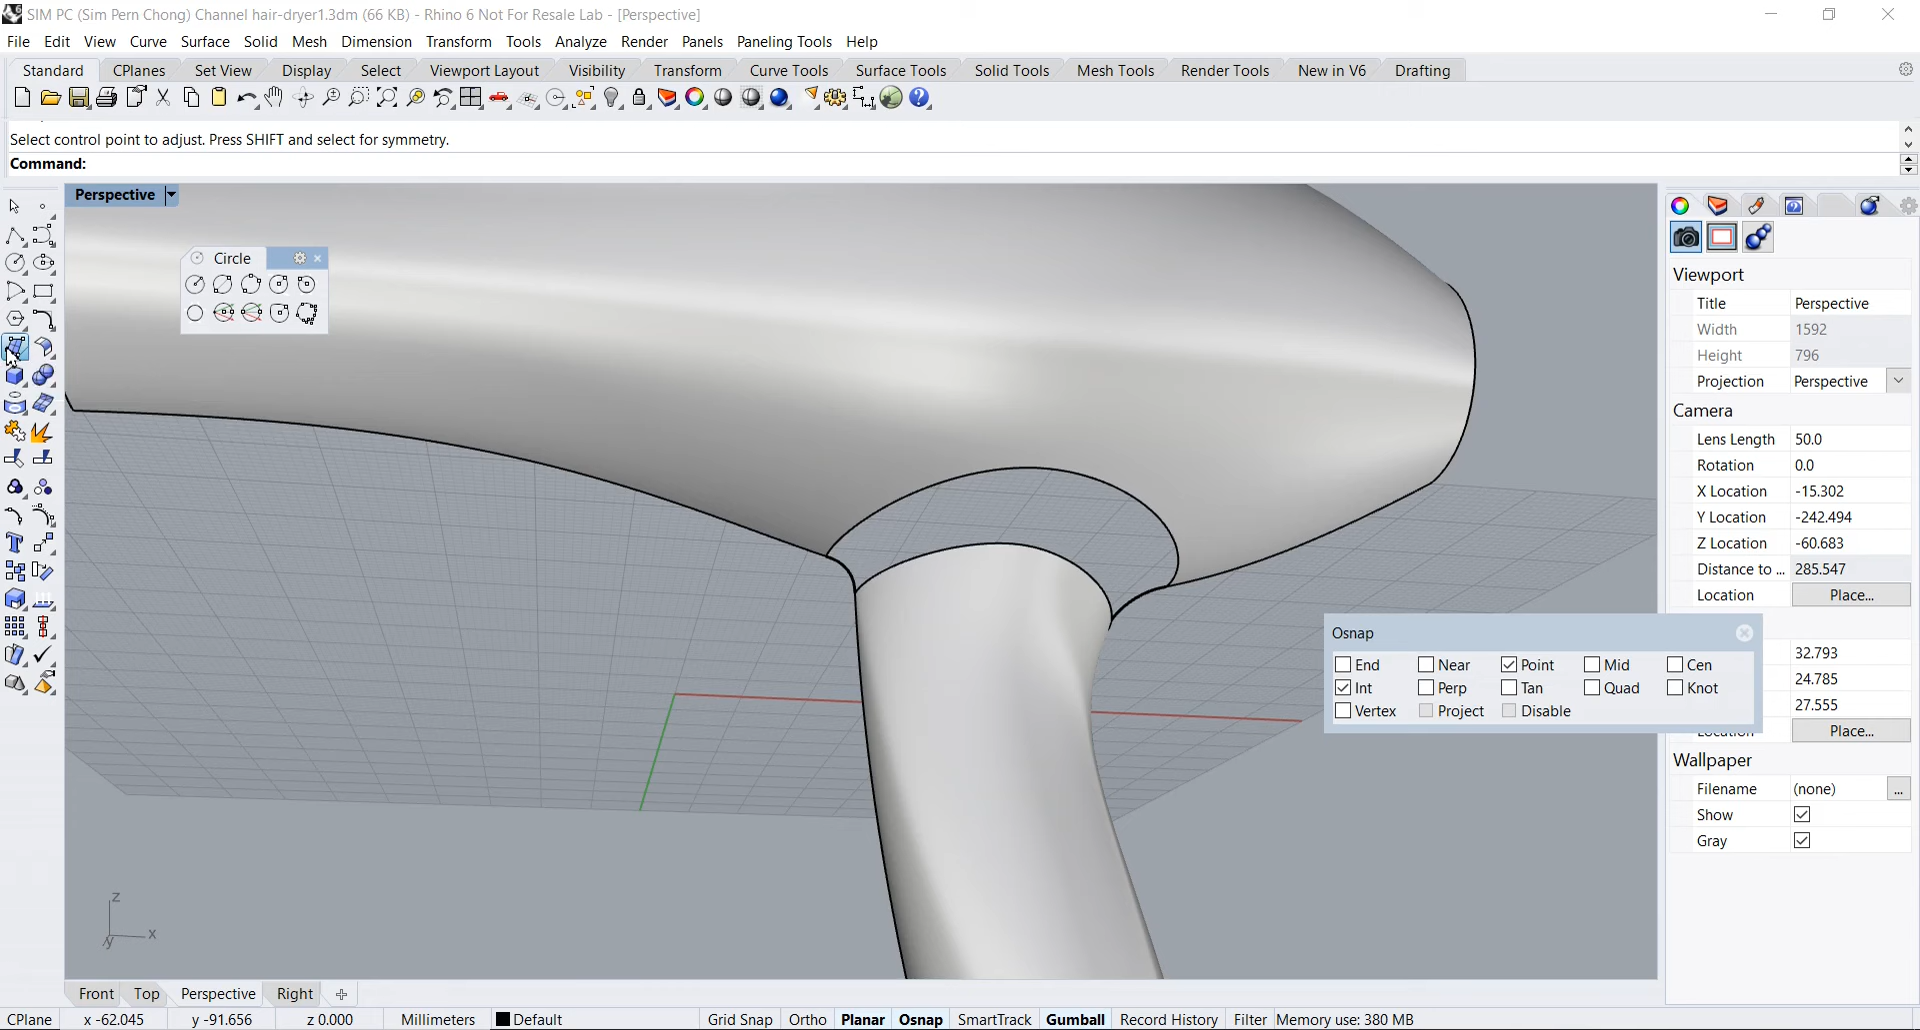 SIM PC (Sim Pern Chong) Channel hair-dryer1.3dm (66 KB) - Rhino 6 Not For Resale Lab - [Perspective]
File Edit View Curve Surface Solid Mesh Dimension Transform Tools Analyze Render Panels Paneling Tools Help
Standard CPlanes Set View Display Select Viewport Layout Visibility Transform Curve Tools Surface Tools Solid Tools Mesh Tools Render Tools New in V6 Drafting
Select control point to adjust. Press SHIFT and select for symmetry.
Command:
Perspective
Circle
Viewport
Title Perspective
Width 1592
Height 796
Projection Perspective
Camera
Lens Length 50.0
Rotation 0.0
X Location -15.302
Y Location -242.494
Z Location -60.683
Distance to ... 285.547
Location Place...
Osnap
End Near Point Mid Cen
Int Perp Tan Quad Knot
Vertex Project Disable
32.793
24.785
27.555
Location Place...
Wallpaper
Filename (none) ...
Show
Gray
z
x
y
Front Top Perspective Right
CPlane x -62.045 y -91.656 z 0.000 Millimeters Default Grid Snap Ortho Planar Osnap SmartTrack Gumball Record History Filter Memory use: 380 MB